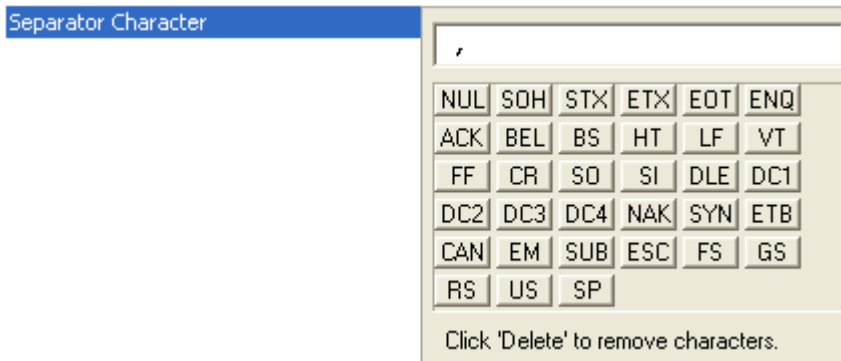 Separator Character
,
NUL SOH STX ETX EOT ENQ
ACK BEL BS HT LF VT
FF CR SO SI DLE DC1
DC2 DC3 DC4 NAK SYN ETB
CAN EM SUB ESC FS GS
RS US SP
Click 'Delete' to remove characters.